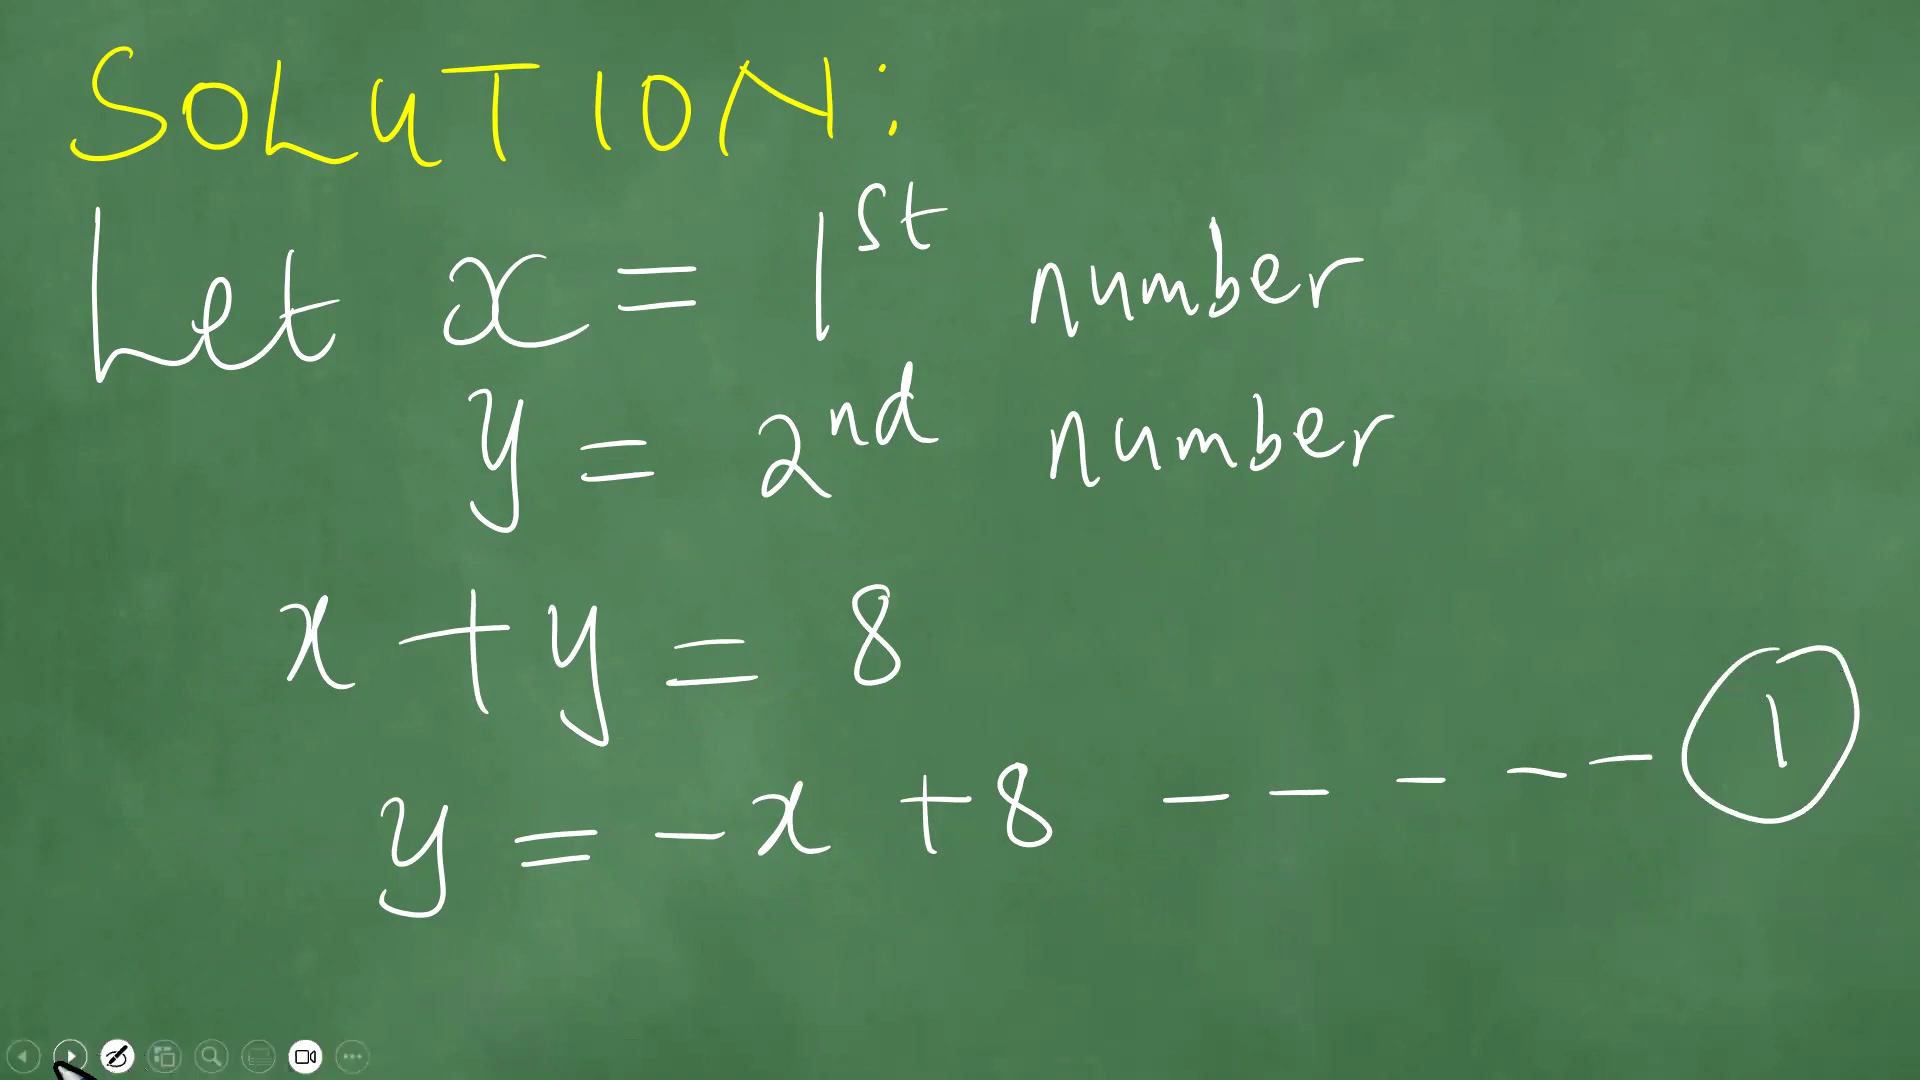 SOLUTION:
Let x = 1st number
y = 2nd number
x + y = 8
y = -x + 8 ----- 1